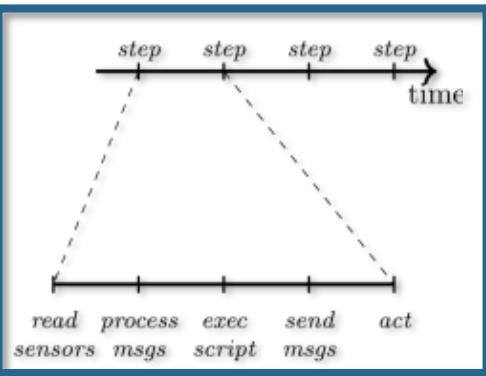 step step step step
time
read process exec send act
sensors msgs script msgs